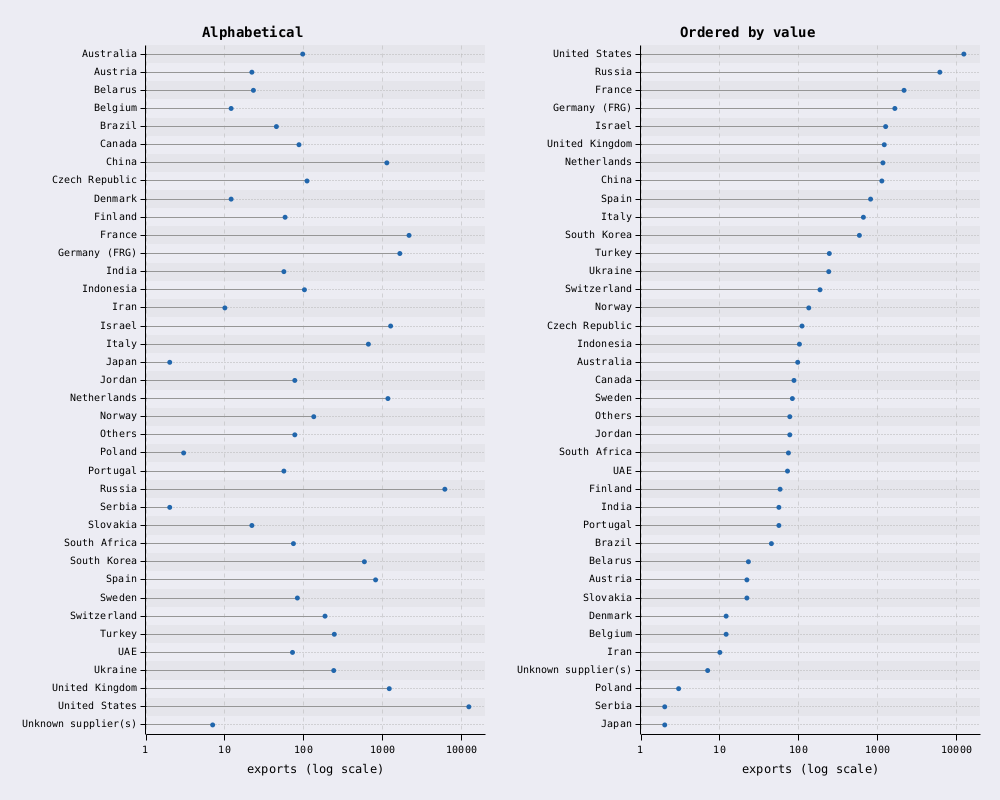 Alphabetical
Australia
Austria
Belarus
Belgium
Brazil
Canada
China
Czech Republic
Denmark
Finland
France
Germany (FRG)
India
Indonesia
Iran
Israel
Italy
Japan
Jordan
Netherlands
Norway
Others
Poland
Portugal
Russia
Serbia
Slovakia
South Africa
South Korea
Spain
Sweden
Switzerland
Turkey
UAE
Ukraine
United Kingdom
United States
Unknown supplier(s)
1 10 100 1000 10000
exports (log scale)
Ordered by value
United States
Russia
France
Germany (FRG)
Israel
United Kingdom
Netherlands
China
Spain
Italy
South Korea
Turkey
Ukraine
Switzerland
Norway
Czech Republic
Indonesia
Australia
Canada
Sweden
Others
Jordan
South Africa
UAE
Finland
India
Portugal
Brazil
Belarus
Austria
Slovakia
Denmark
Belgium
Iran
Unknown supplier(s)
Poland
Serbia
Japan
1 10 100 1000 10000
exports (log scale)